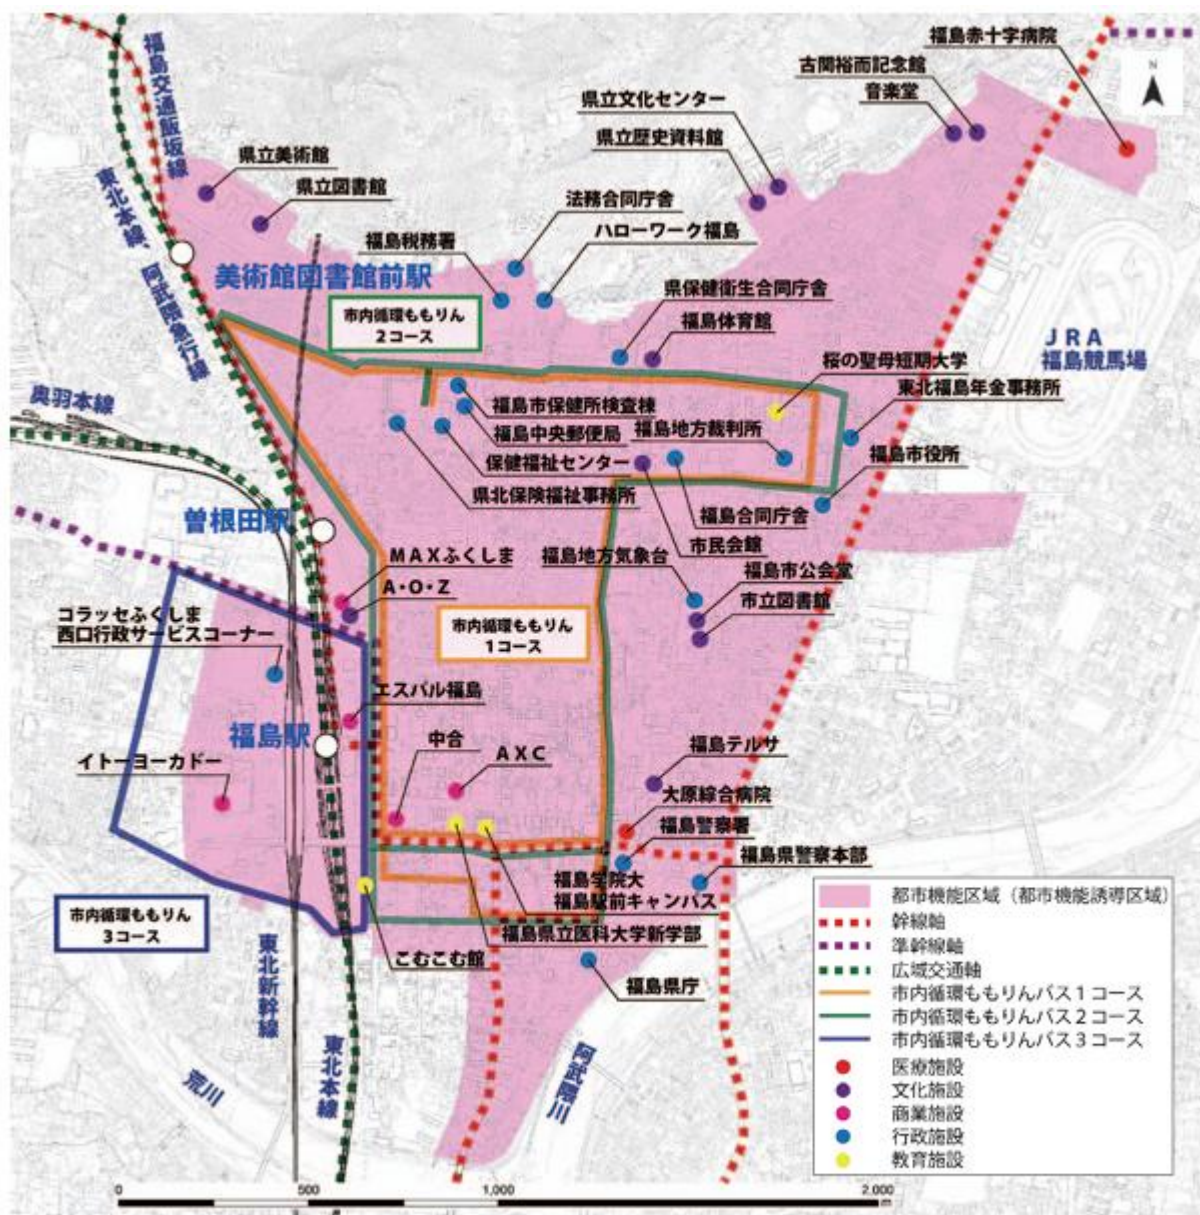 福島赤十字病院
古関裕而記念館
音楽堂
N
福島交通飯坂線
県立文化センター
県立歴史資料館
県立美術館
県立図書館
法務合同庁舎
ハローワーク福島
福島税務署
東北本線、阿武隈急行線
美術館図書館前駅
県保健衛生合同庁舎
福島体育館
市内循環ももりん
2コース
JRA
福島競馬場
桜の聖母短期大学
東北福島年金事務所
奥羽本線
福島市保健所検査棟
福島中央郵便局
福島地方裁判所
保健福祉センター
福島市役所
県北保険福祉事務所
福島合同庁舎
曽根田駅
市民会館
MAXふくしま
福島地方気象台
福島市公会堂
A・O・Z
市立図書館
コラッセふくしま
西口行政サービスコーナー
市内循環ももりん
1コース
エスパル福島
福島駅
中合
AXC
福島テルサ
イトーヨーカドー
大原綜合病院
福島警察署
福島県警察本部
福島学院大
福島駅前キャンパス
市内循環ももりん
3コース
福島県立医科大学新学部
こむこむ館
福島県庁
東北新幹線
東北本線
荒川
阿武隈川
都市機能区域(都市機能誘導区域)
幹線軸
準幹線軸
広域交通軸
市内循環ももりんバス1コース
市内循環ももりんバス2コース
市内循環ももりんバス3コース
医療施設
文化施設
商業施設
行政施設
教育施設
0 500 1,000 2,000